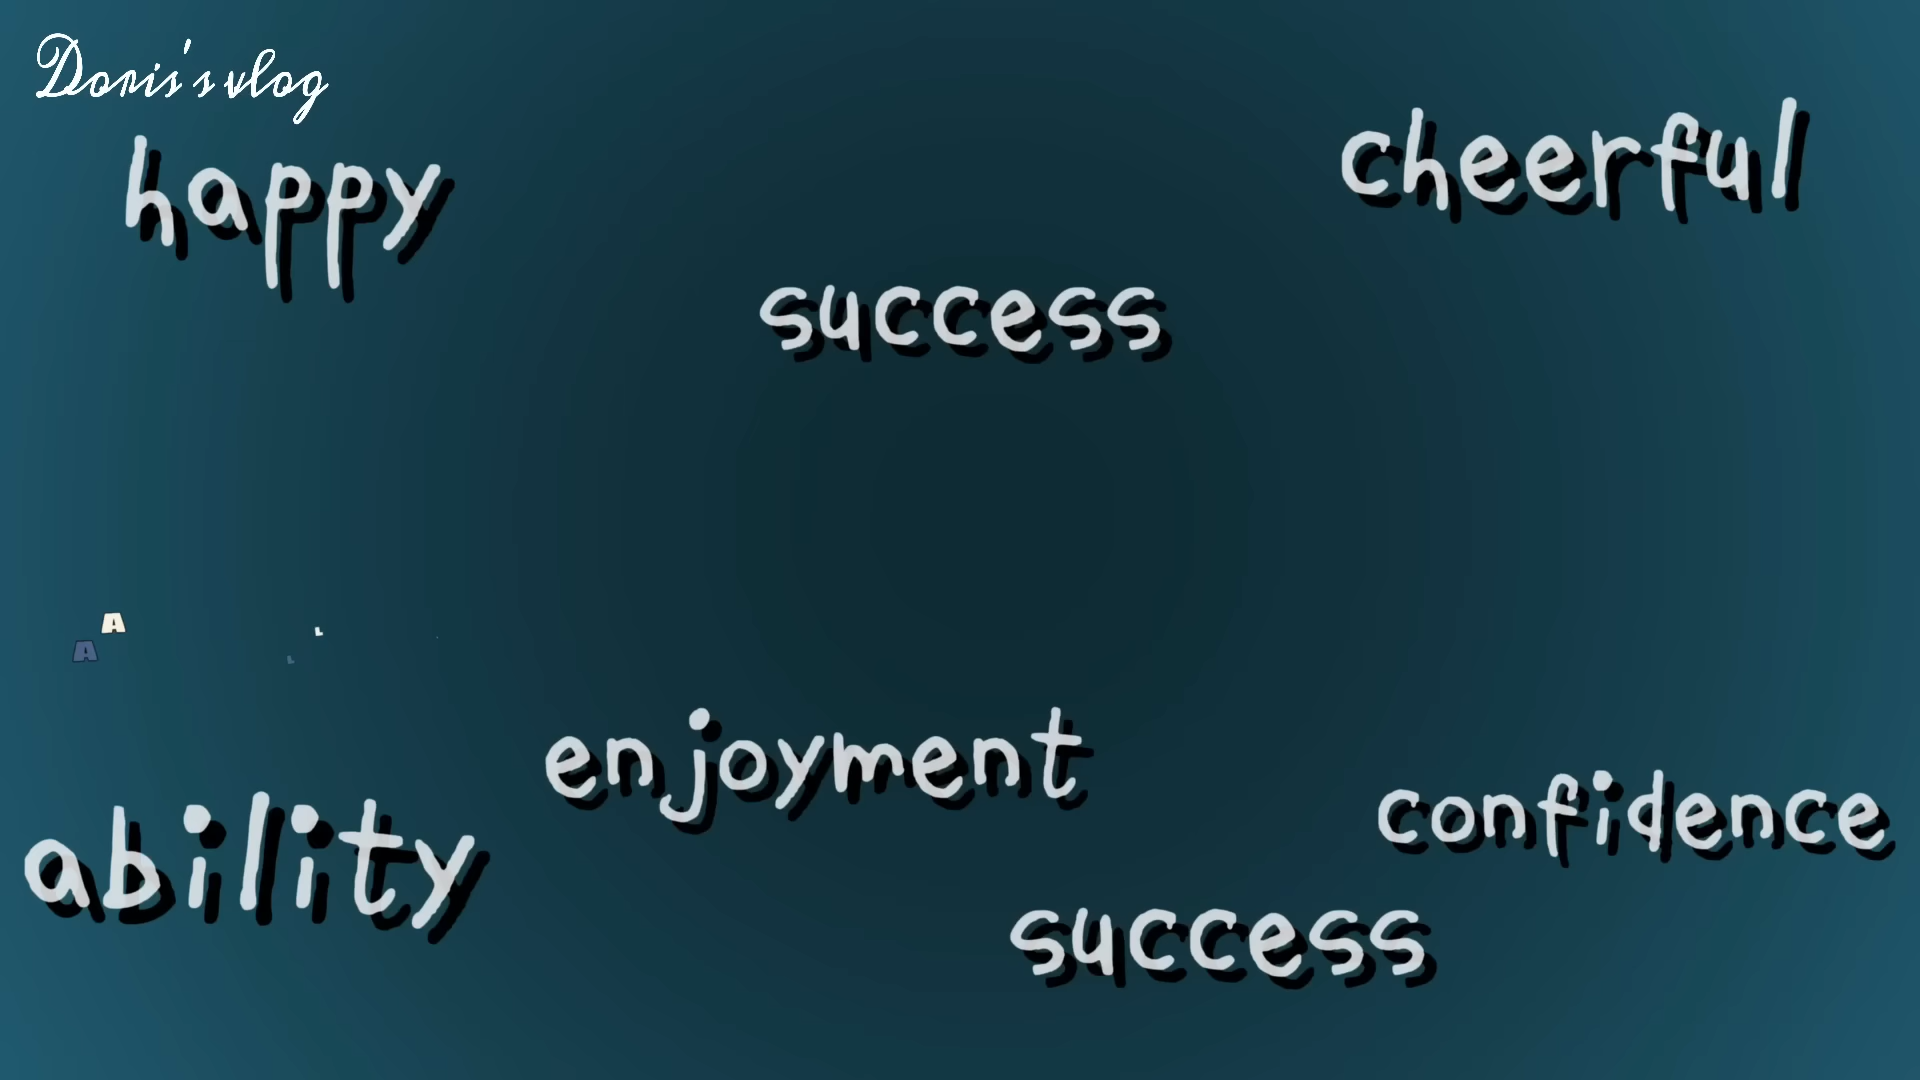 Doris's vlog
happy
cheerful
success
A
A
L
L
enjoyment
confidence
ability
success